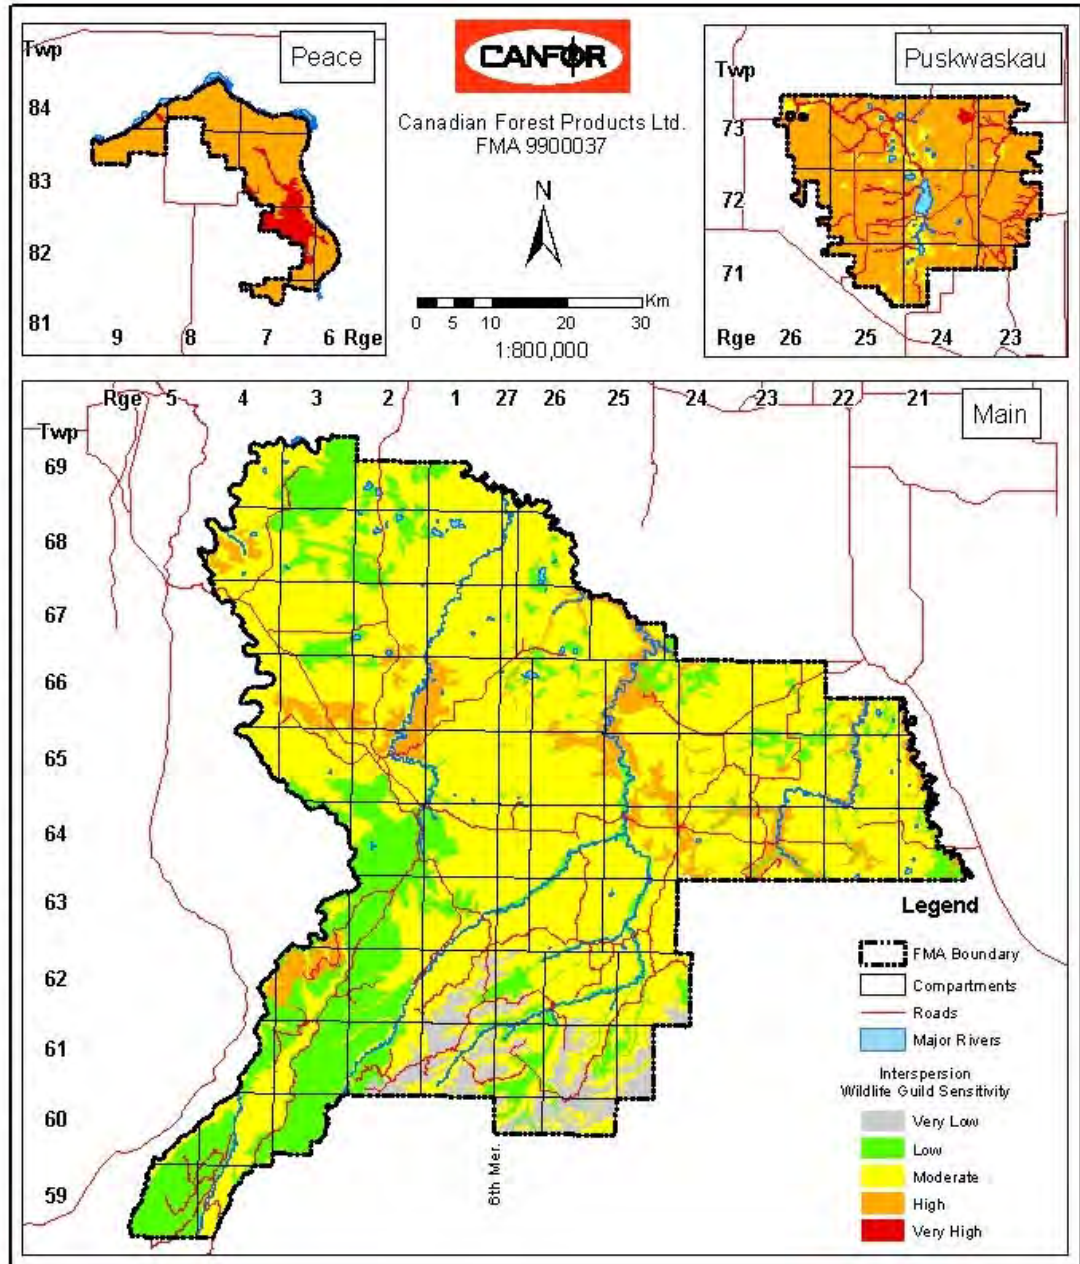 Twp
Peace
84
83
82
81
9 8 7 6 Rge
CANFOR
Canadian Forest Products Ltd.
FMA 9900037
N
Km
0 5 10 20 30
1:800,000
Puskwaskau
Twp
73
72
71
Rge 26 25 24 23
Rge 5 4 3 2 1 27 26 25 24 23 22 21
Main
Twp
69
68
67
66
65
64
63
62
61
60
59
6th Mer.
Legend
FMA Boundary
Compartments
Roads
Major Rivers
Interspersion
Wildlife Guild Sensitivity
Very Low
Low
Moderate
High
Very High